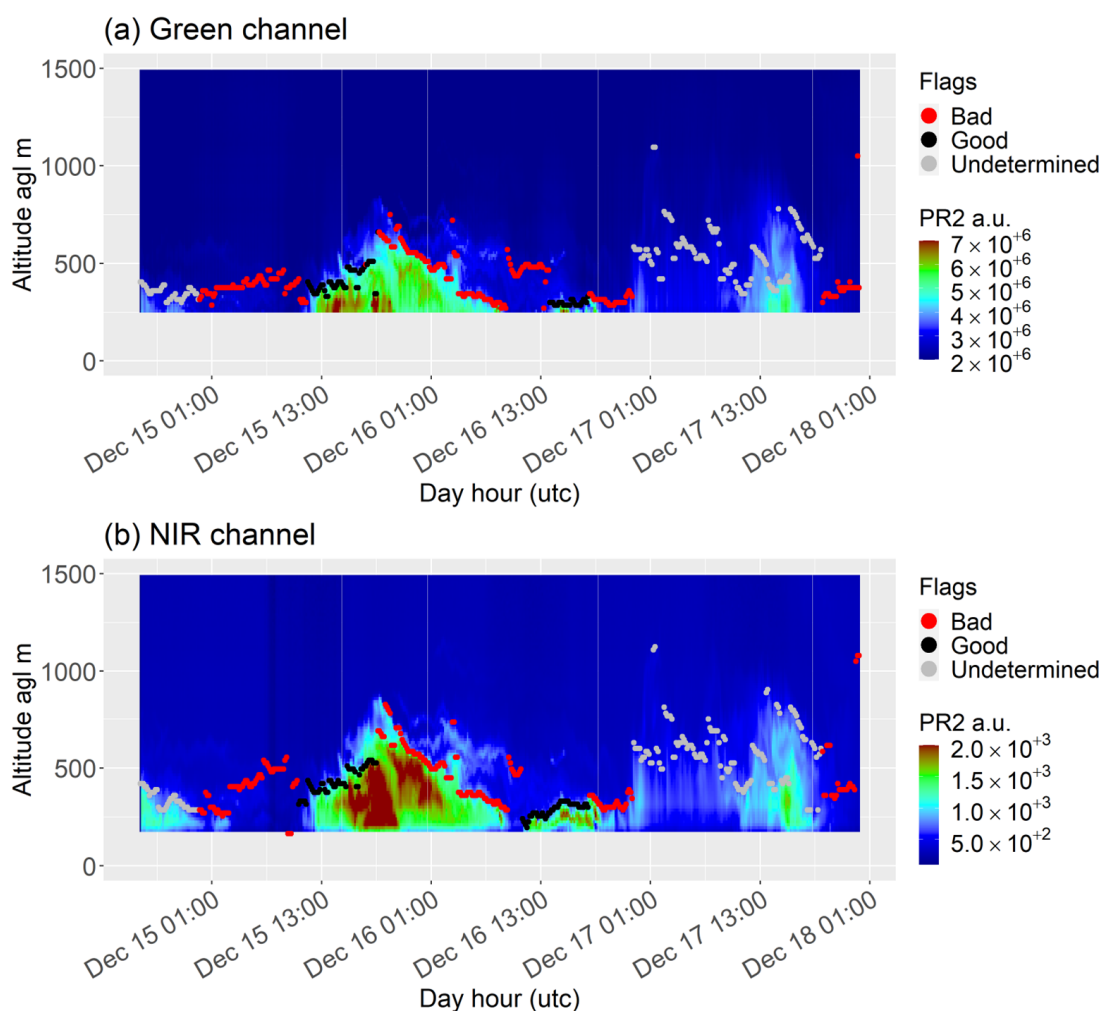 (a) Green channel
1500
1000
500
0
Altitude agl m
Dec 15 01:00
Dec 15 13:00
Dec 16 01:00
Dec 16 13:00
Dec 17 01:00
Dec 17 13:00
Dec 18 01:00
Day hour (utc)
Flags
Bad
Good
Undetermined
PR2 a.u.
7 × 10⁺⁶
6 × 10⁺⁶
5 × 10⁺⁶
4 × 10⁺⁶
3 × 10⁺⁶
2 × 10⁺⁶
(b) NIR channel
1500
1000
500
0
Altitude agl m
Dec 15 01:00
Dec 15 13:00
Dec 16 01:00
Dec 16 13:00
Dec 17 01:00
Dec 17 13:00
Dec 18 01:00
Day hour (utc)
Flags
Bad
Good
Undetermined
PR2 a.u.
2.0 × 10⁺³
1.5 × 10⁺³
1.0 × 10⁺³
5.0 × 10⁺²